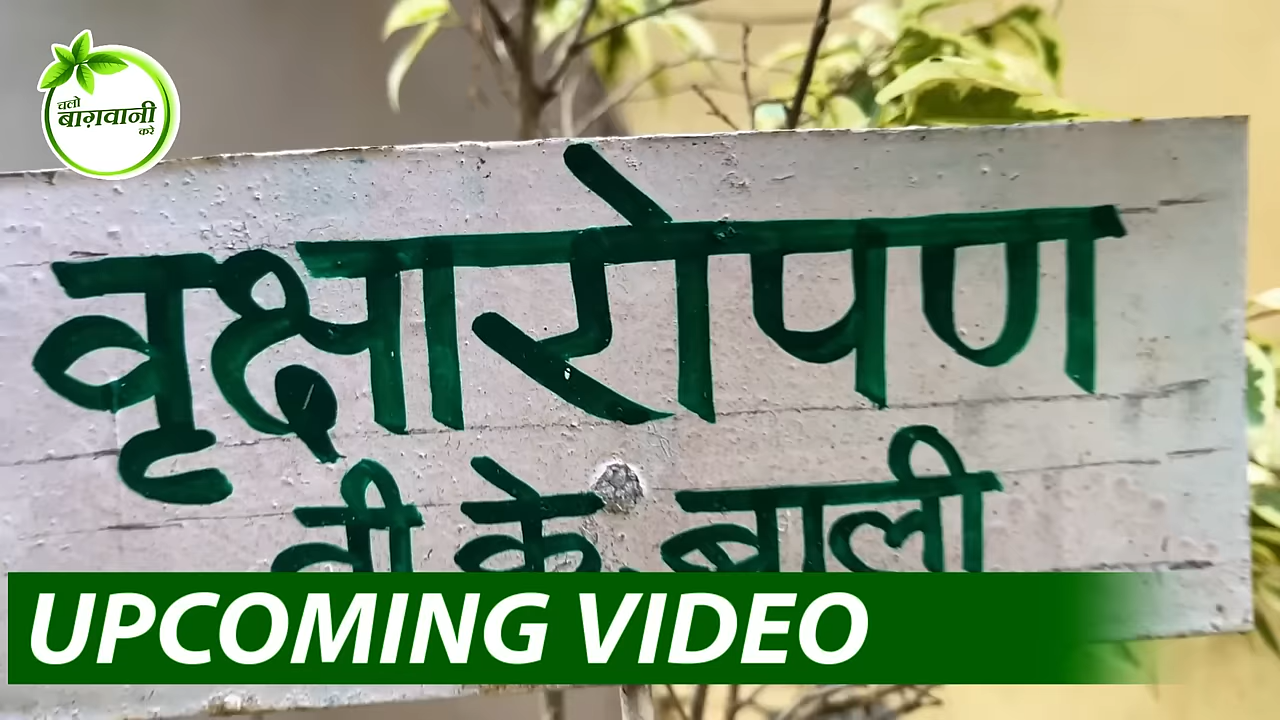 चलो
बाग़वानी
करे
वृक्षारोपण
वी के. बाली
UPCOMING VIDEO